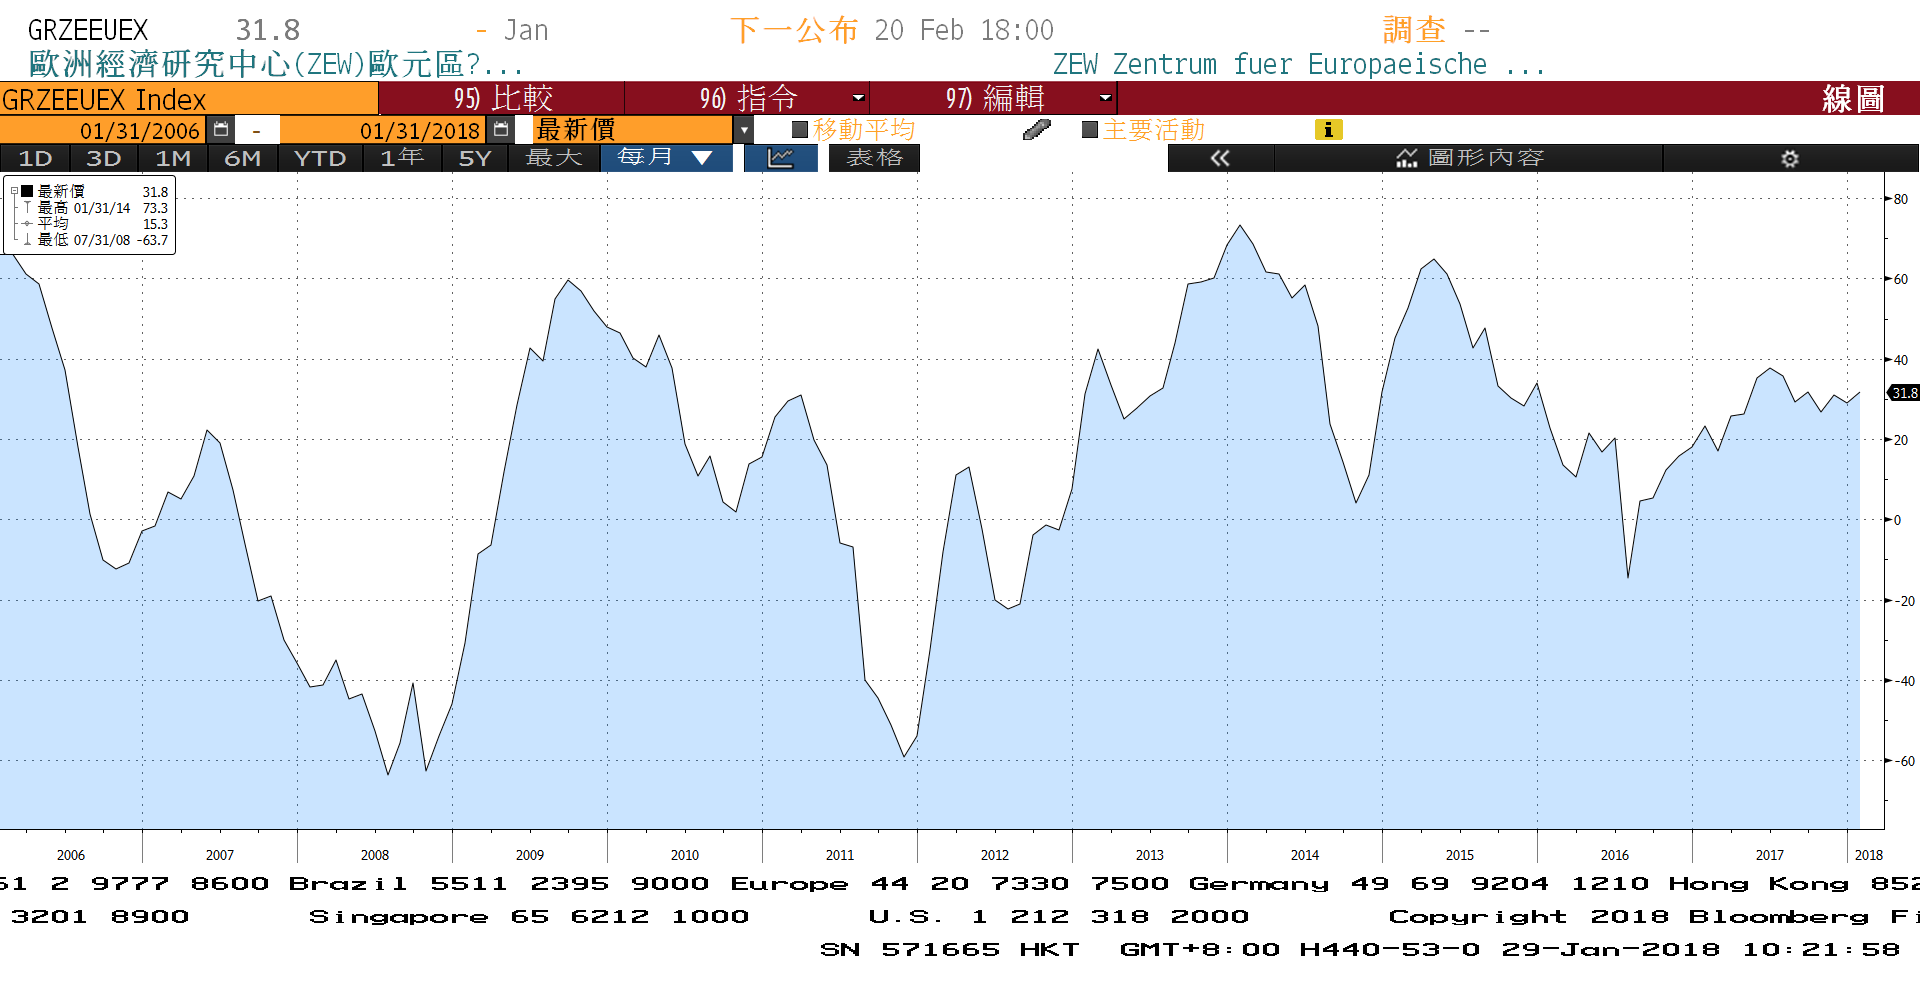 GRZEEUEX 31.8 - Jan 下一公布 20 Feb 18:00 調查 --
歐洲經濟研究中心(ZEW)歐元區?... ZEW Zentrum fuer Europaeische ...
GRZEEUEX Index 95) 比較 96) 指令 97) 編輯 線圖
01/31/2006 - 01/31/2018 最新價 移動平均 主要活動 i
1D 3D 1M 6M YTD 1年 5Y 最大 每月 ▼ 表格 « 圖形內容
最新價 31.8
最高 01/31/14 73.3
平均 15.3
最低 07/31/08 -63.7
80
60
40
31.8
20
0
-20
-40
-60
2006 2007 2008 2009 2010 2011 2012 2013 2014 2015 2016 2017 2018
61 2 9777 8600 Brazil 5511 2395 9000 Europe 44 20 7330 7500 Germany 49 69 9204 1210 Hong Kong 852
3201 8900 Singapore 65 6212 1000 U.S. 1 212 318 2000 Copyright 2018 Bloomberg Fi
SN 571665 HKT GMT+8:00 H440-53-0 29-Jan-2018 10:21:58